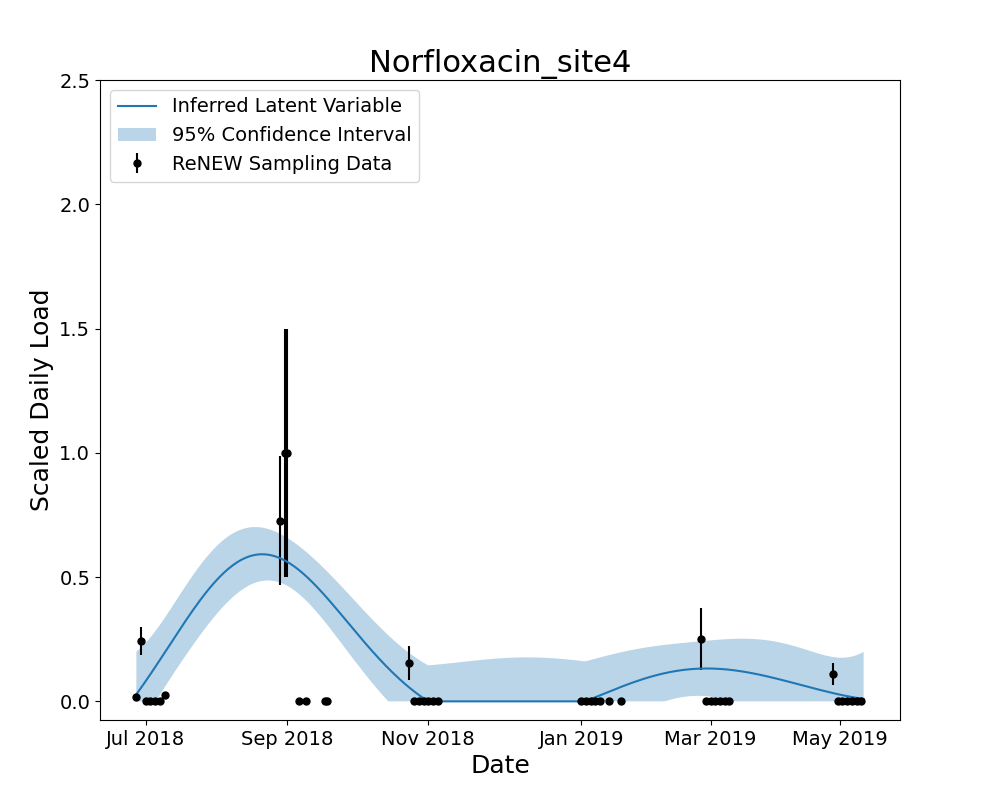 Norfloxacin_site4
2.5
2.0
1.5
1.0
0.5
0.0
Scaled Daily Load
Inferred Latent Variable
95% Confidence Interval
ReNEW Sampling Data
Jul 2018 Sep 2018 Nov 2018 Jan 2019 Mar 2019 May 2019
Date